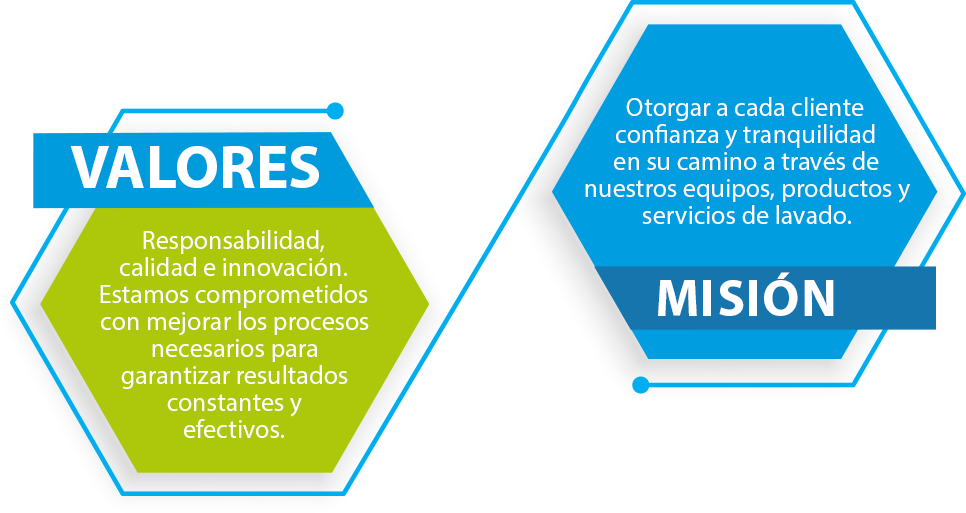 VALORES
Responsabilidad,
calidad e innovación.
Estamos comprometidos
con mejorar los procesos
necesarios para
garantizar resultados
constantes y
efectivos.
Otorgar a cada cliente
confianza y tranquilidad
en su camino a través de
nuestros equipos, productos y
servicios de lavado.
MISIÓN